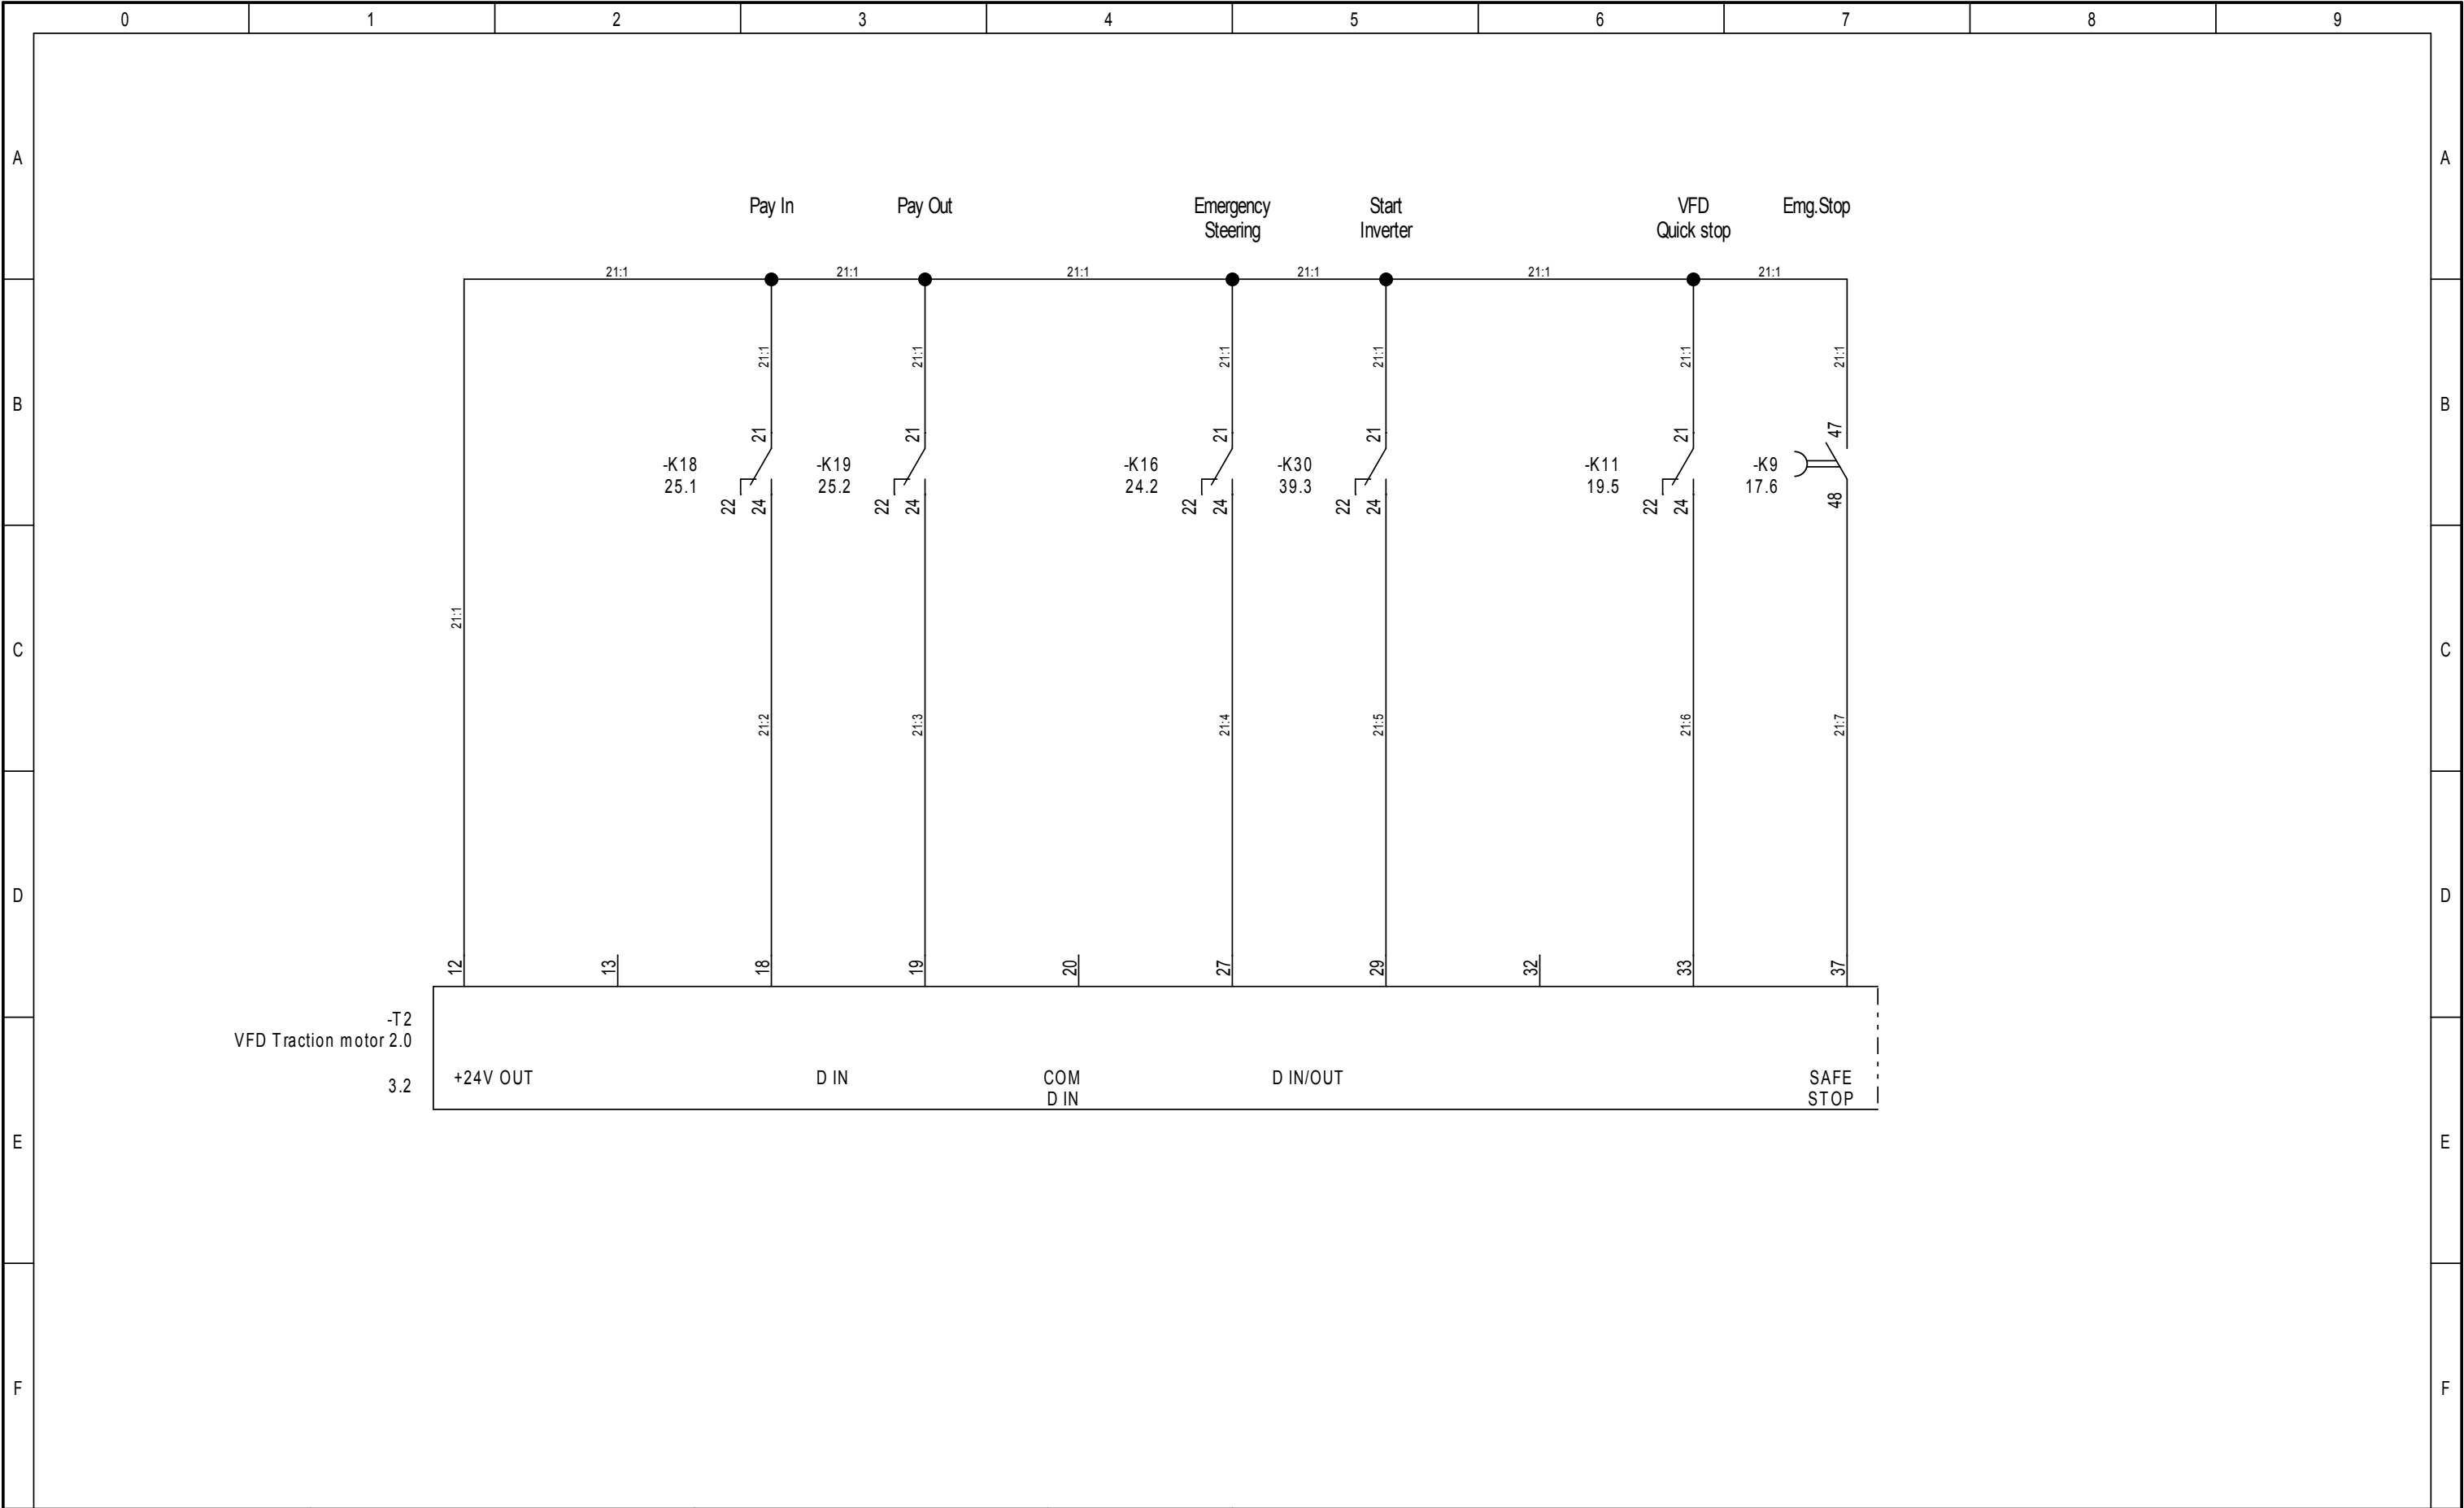 0 1 2 3 4 5 6 7 8 9
A A
Pay In Pay Out Emergency Start VFD Emg.Stop
Steering Inverter Quick stop
21:1 21:1 21:1 21:1 21:1 21:1
21:1 21:1 21:1 21:1 21:1 21:1
B B
21 21 21 21 21 47
-K18 -K19 -K16 -K30 -K11 -K9
25.1 25.2 24.2 39.3 19.5 17.6
22 24 22 24 22 24 22 24 22 24 48
21:1
C C
21:2 21:3 21:4 21:5 21:6 21:7
D D
12 13 18 19 20 27 29 32 33 37
-T2
VFD Traction motor 2.0
3.2 +24V OUT D IN COM D IN/OUT SAFE
D IN STOP
E E
F F